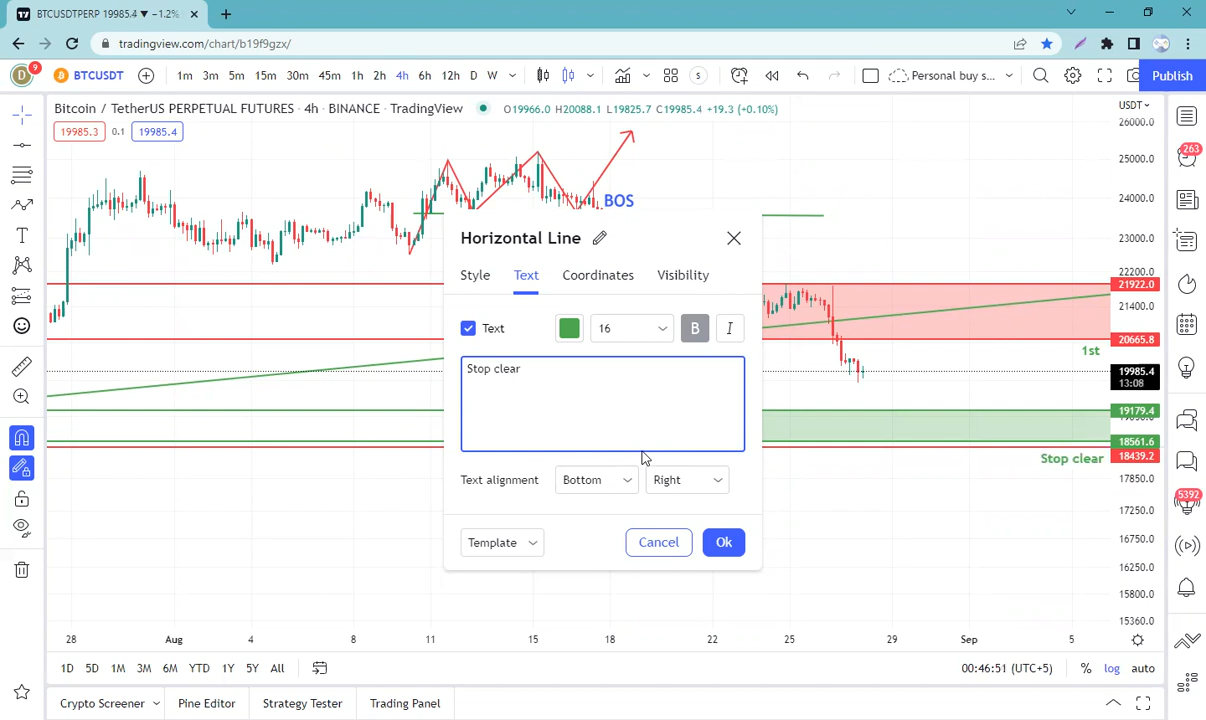 BTCUSDTPERP 19985.4 ▼ −1.2%
tradingview.com/chart/b19f9gzx/
D 9 BTCUSDT 1m 3m 5m 15m 30m 45m 1h 2h 4h 6h 12h D W S Personal buy s... Publish
Bitcoin / TetherUS PERPETUAL FUTURES · 4h · BINANCE · TradingView O19966.0 H20088.1 L19825.7 C19985.4 +19.3 (+0.10%)
USDT
19985.3 0.1 19985.4
26000.0
25000.0
263
24000.0
BOS
23000.0
Horizontal Line
22200.0
Style Text Coordinates Visibility
21922.0
21400.0
Text 16 B I
20665.8
1st
Stop clear
19985.4
13:08
19179.4
18561.6
18439.2
Stop clear
Text alignment Bottom Right
17850.0
5392
17250.0
Template Cancel Ok
16750.0
16250.0
15800.0
15360.0
28 Aug 4 8 11 15 18 22 25 29 Sep 5
1D 5D 1M 3M 6M YTD 1Y 5Y All 00:46:51 (UTC+5) % log auto
Crypto Screener Pine Editor Strategy Tester Trading Panel